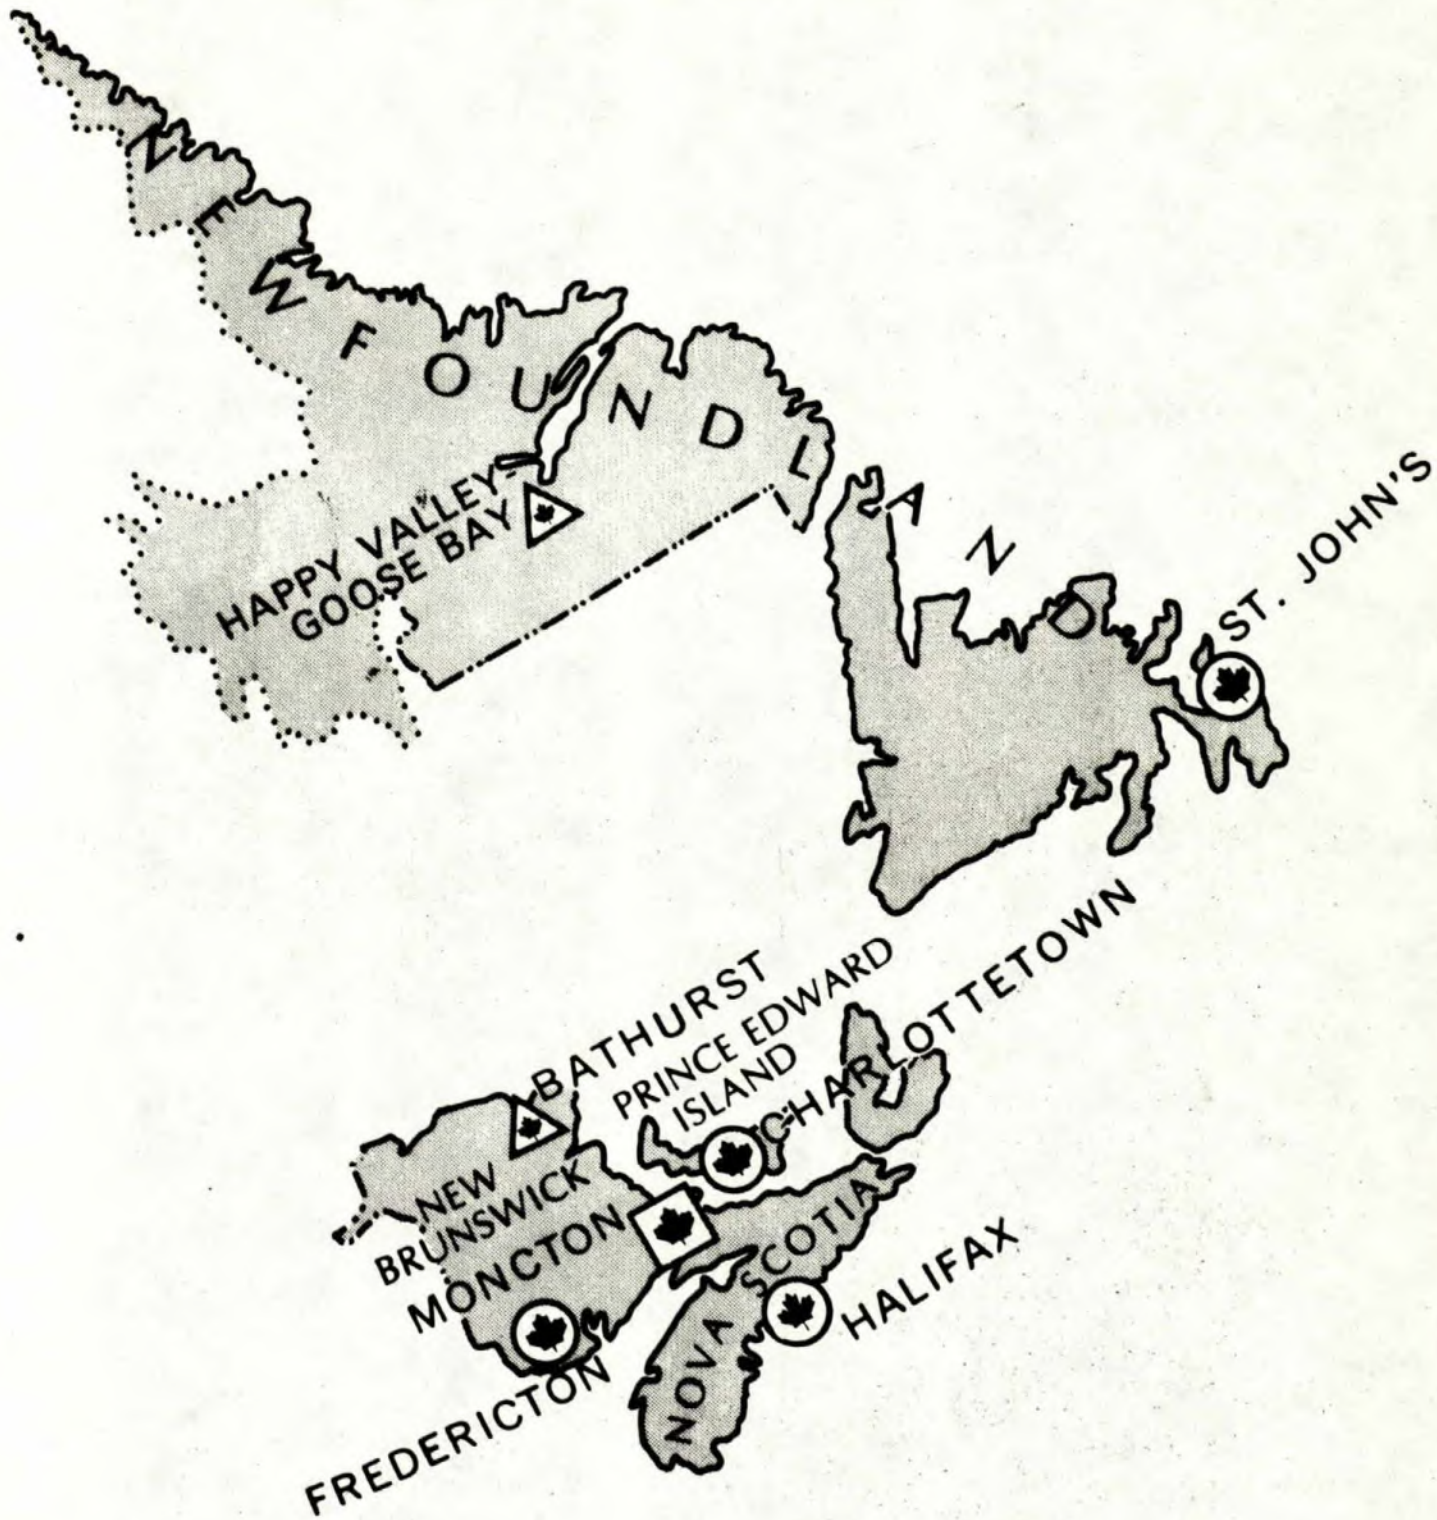 NEWFOUNDLAND
HAPPY VALLEY-
GOOSE BAY
ST. JOHN'S
BATHURST
PRINCE EDWARD
ISLAND
CHARLOTTETOWN
NEW
BRUNSWICK
MONCTON
NOVA SCOTIA
HALIFAX
FREDERICTON